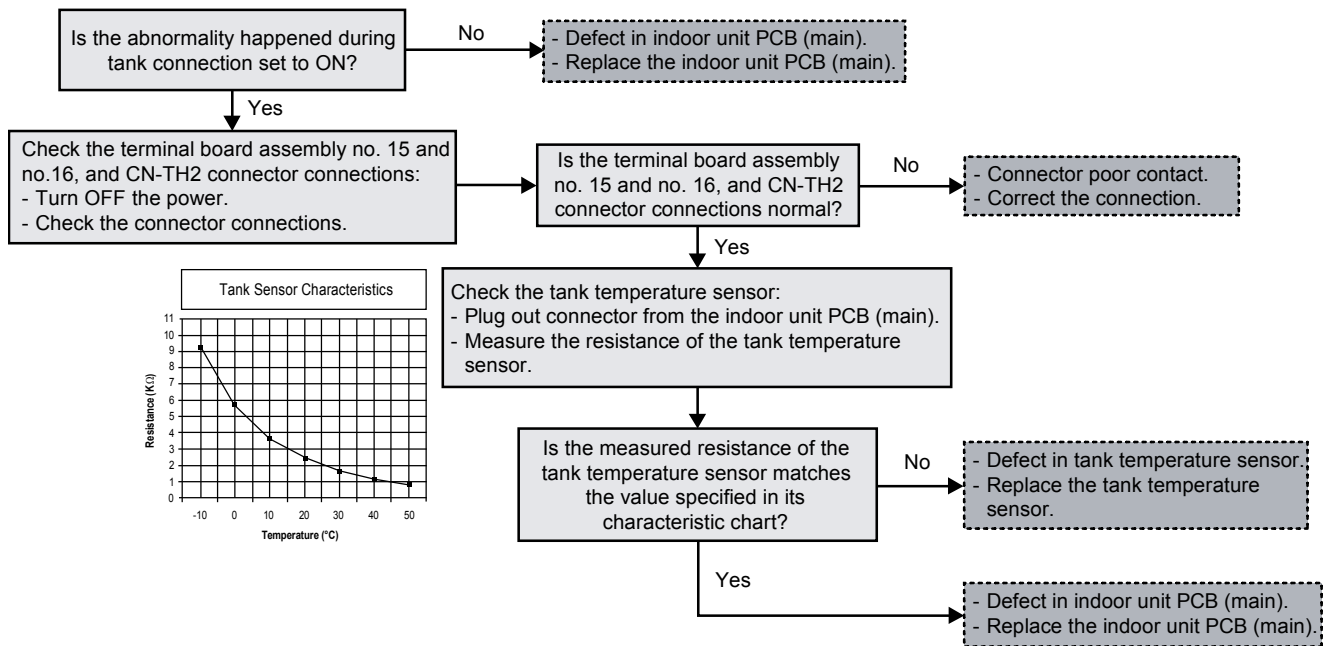 Is the abnormality happened during
tank connection set to ON?
No
- Defect in indoor unit PCB (main).
- Replace the indoor unit PCB (main).
Yes
Check the terminal board assembly no. 15 and
no.16, and CN-TH2 connector connections:
- Turn OFF the power.
- Check the connector connections.
Is the terminal board assembly
no. 15 and no. 16, and CN-TH2
connector connections normal?
No
- Connector poor contact.
- Correct the connection.
Yes
Tank Sensor Characteristics
11
10
9
8
7
6
5
4
3
2
1
0
Resistance (KΩ)
-10 0 10 20 30 40 50
Temperature (°C)
Check the tank temperature sensor:
- Plug out connector from the indoor unit PCB (main).
- Measure the resistance of the tank temperature
sensor.
Is the measured resistance of the
tank temperature sensor matches
the value specified in its
characteristic chart?
No
- Defect in tank temperature sensor.
- Replace the tank temperature
sensor.
Yes
- Defect in indoor unit PCB (main).
- Replace the indoor unit PCB (main).